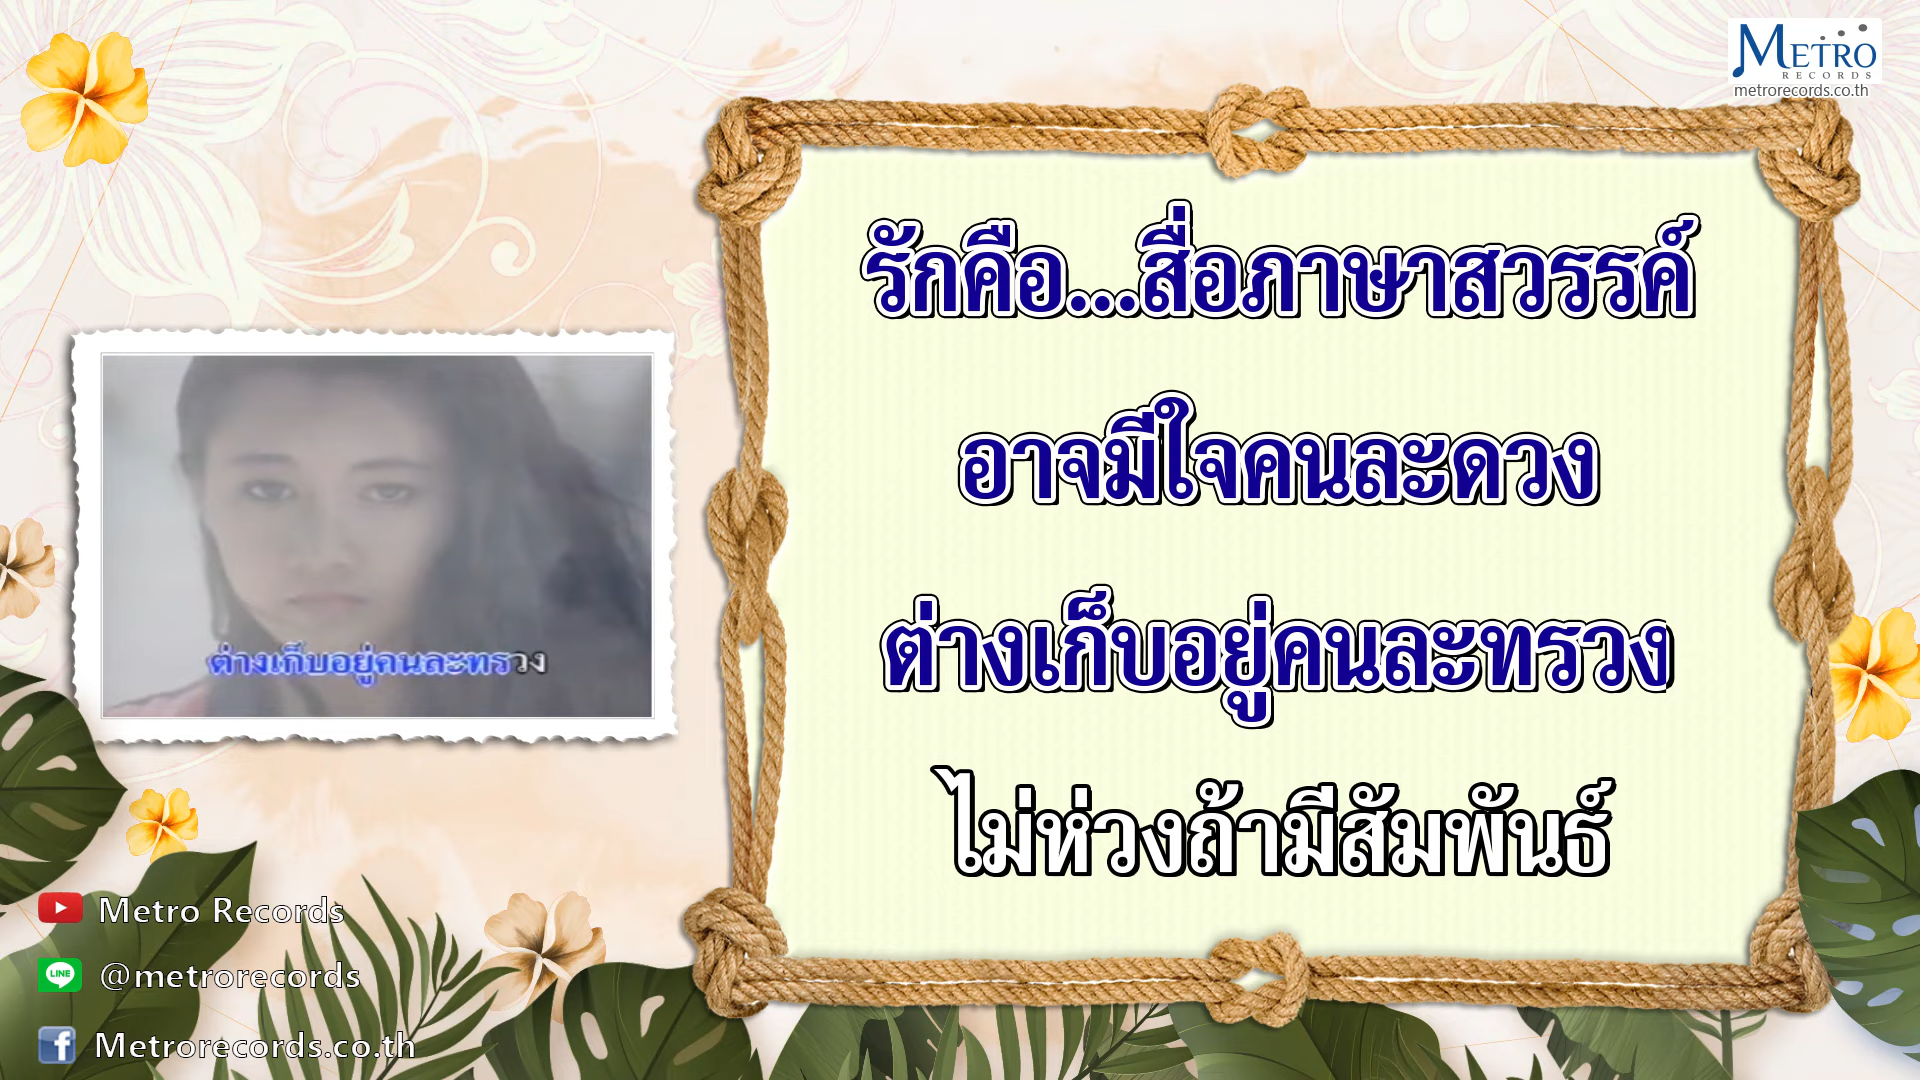 METRO
RECORDS
metrorecords.co.th
รักคือ...สื่อภาษาสวรรค์
อาจมีใจคนละดวง
ต่างเก็บอยู่คนละทรวง
ไม่ห่วงถ้ามีสัมพันธ์
ต่างเก็บอยู่คนละทรวง
Metro Records
LINE
@metrorecords
f
Metrorecords.co.th